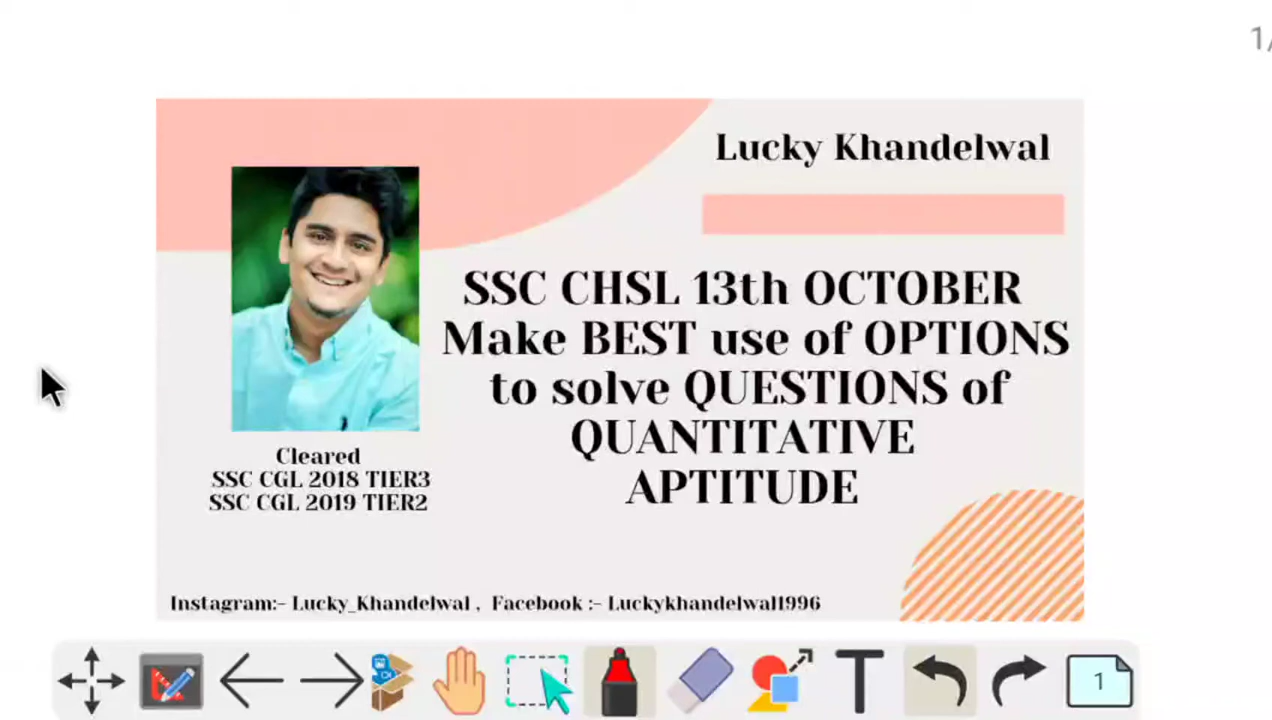 1/
Lucky Khandelwal
SSC CHSL 13th OCTOBER
Make BEST use of OPTIONS
to solve QUESTIONS of
QUANTITATIVE
APTITUDE
Cleared
SSC CGL 2018 TIER3
SSC CGL 2019 TIER2
Instagram:- Lucky_Khandelwal , Facebook :- Luckykhandelwal1996
T
1